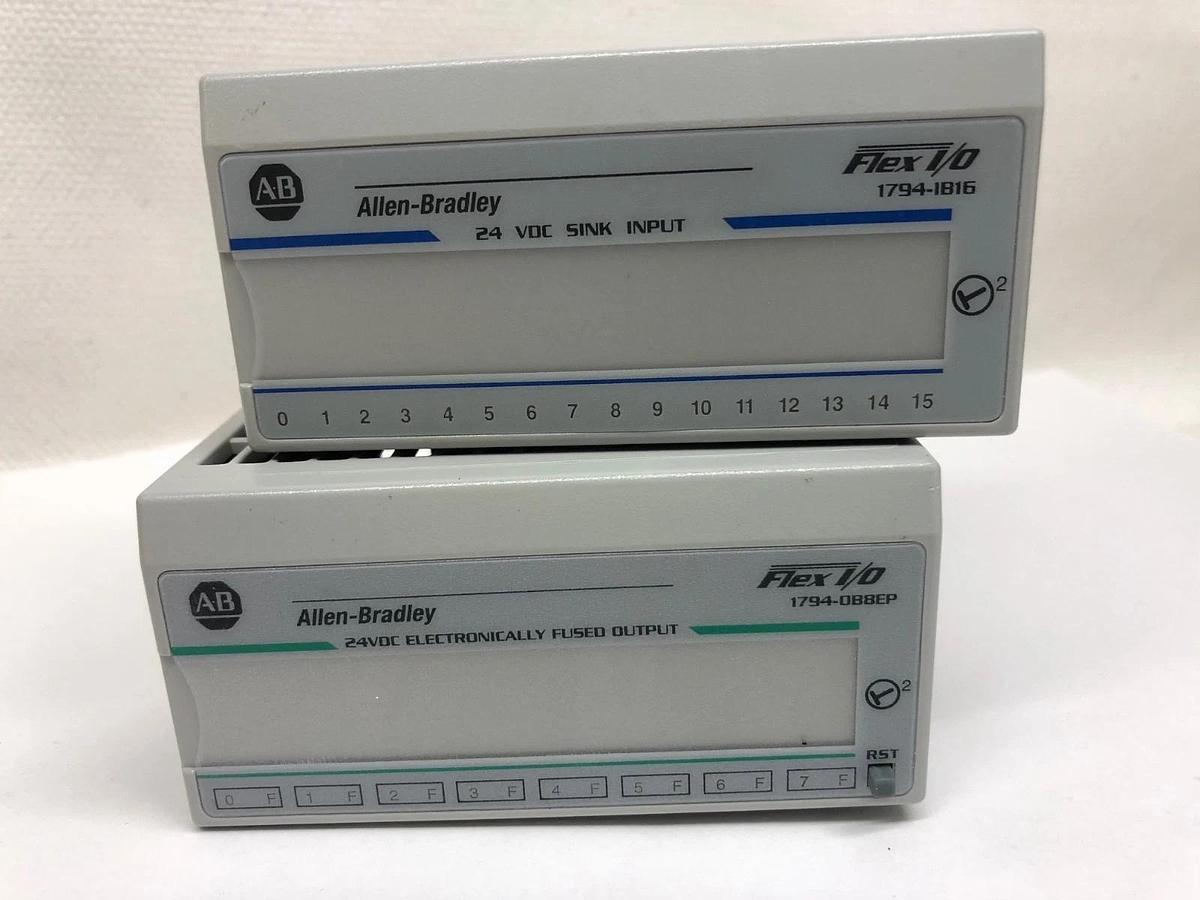 A·B
Allen-Bradley
Flex I/O
1794-IB16
24 VDC SINK INPUT
2
0 1 2 3 4 5 6 7 8 9 10 11 12 13 14 15
A·B
Allen-Bradley
Flex I/O
1794-OB8EP
24VDC ELECTRONICALLY FUSED OUTPUT
2
RST
0 F 1 F 2 F 3 F 4 F 5 F 6 F 7 F